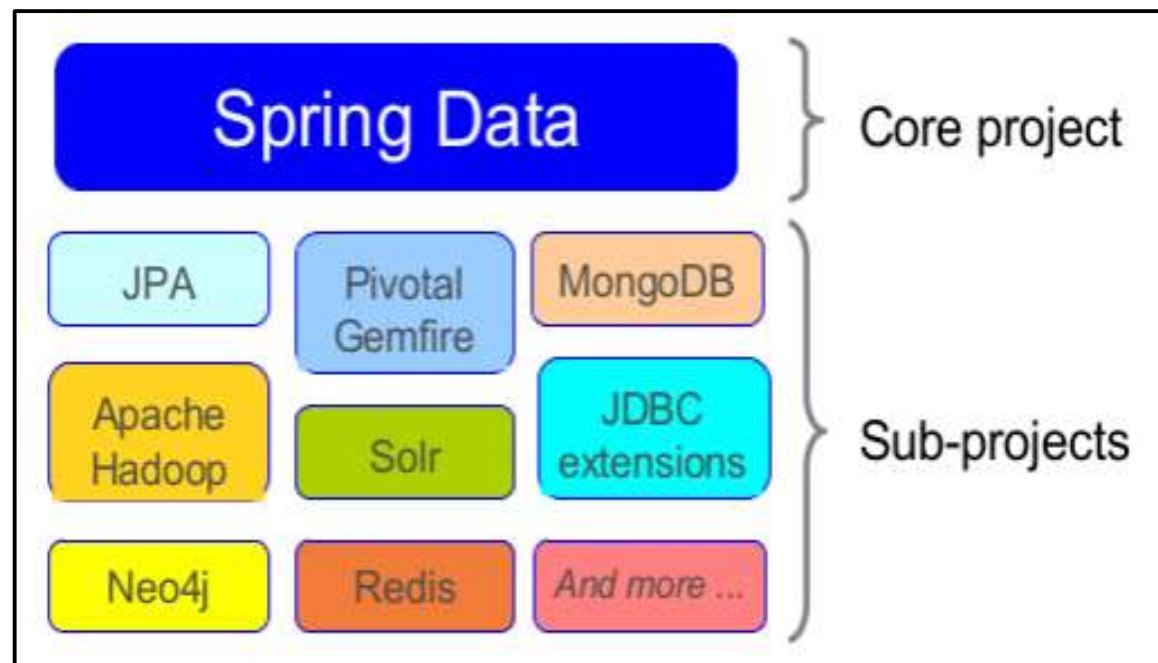 Spring Data
Core project
JPA
Pivotal
Gemfire
MongoDB
Apache
Hadoop
Solr
JDBC
extensions
Sub-projects
Neo4j
Redis
And more ...